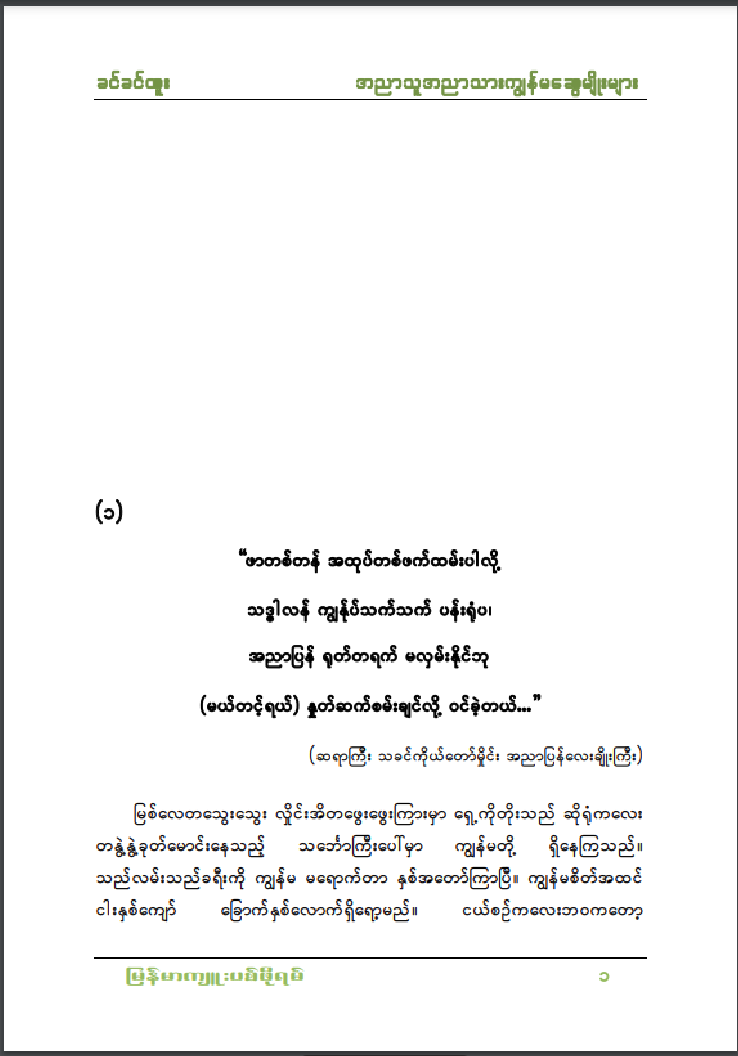 ခင်ခင်ထူး အညာသူအညာသားကျွန်မဆွေမျိုးများ
(၁)
“ဖာတစ်တန် အထုပ်တစ်ဖက်ထမ်းပါလို့
သဒ္ဓါလန် ကျွန်ုပ်သက်သက် ပန်းရုံပ၊
အညာပြန် ရုတ်တရက် မလှမ်းနိုင်ဘု
(မယ်တင့်ရယ်) နှုတ်ဆက်စမ်းချင်လို့ ဝင်ခဲ့တယ်...”
(ဆရာကြီး သခင်ကိုယ်တော်မှိုင်း အညာပြန်လေးချိုးကြီး)
မြစ်လေတသွေးသွေး လှိုင်းအိတဖွေးဖွေးကြားမှာ ရှေ့ကိုတိုးသည် ဆိုရုံကလေး
တနွဲ့နွဲ့ခုတ်မောင်းနေသည့် သင်္ဘောကြီးပေါ်မှာ ကျွန်မတို့ ရှိနေကြသည်။
သည်လမ်းသည်ခရီးကို ကျွန်မ မရောက်တာ နှစ်အတော်ကြာပြီ။ ကျွန်မစိတ်အထင်
ငါးနှစ်ကျော် ခြောက်နှစ်လောက်ရှိရော့မည်။ ငယ်စဉ်ကလေးဘဝကတော့
မြန်မာကျူးပစ်ဖိုရမ် ၁